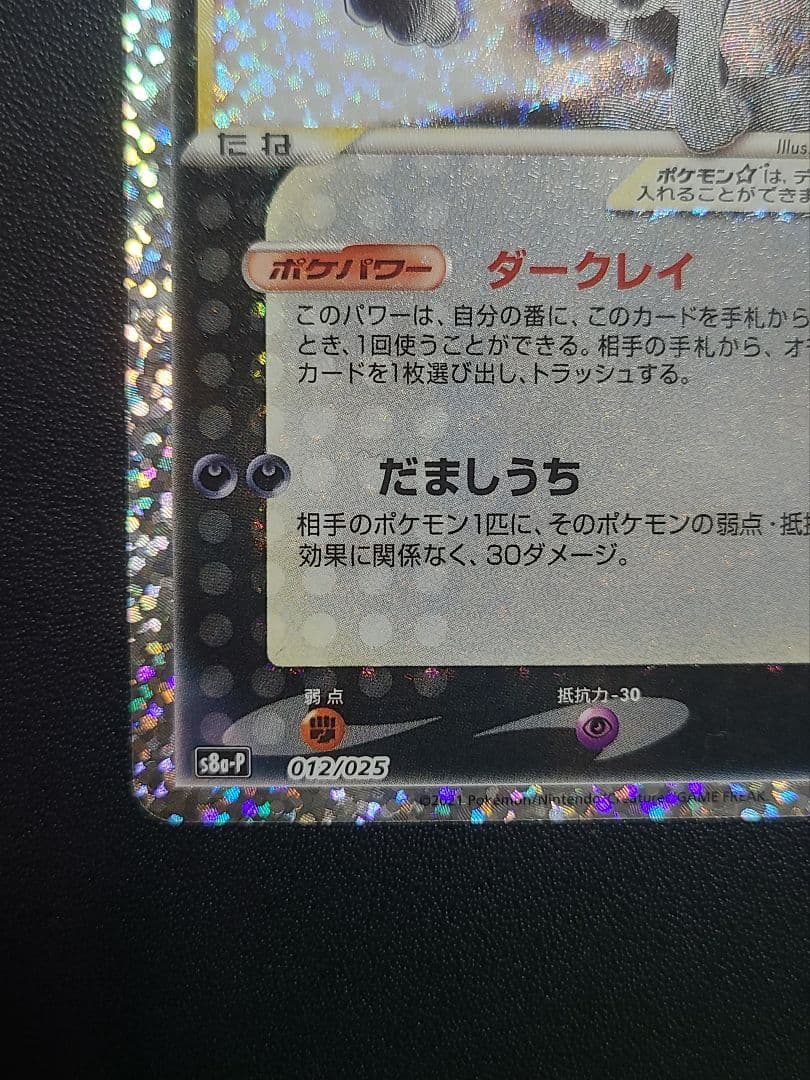 たね
Illus.
ポケモン☆は、デ
入れることができま
ポケパワー ダークレイ
このパワーは、自分の番に、このカードを手札から
とき、1回使うことができる。相手の手札から、オ
カードを1枚選び出し、トラッシュする。
だましうち
相手のポケモン1匹に、そのポケモンの弱点・抵
効果に関係なく、30ダメージ。
弱点 抵抗力-30
s8a-P 012/025
©2021 Pokémon/Nintendo/Creatures/GAME FREAK